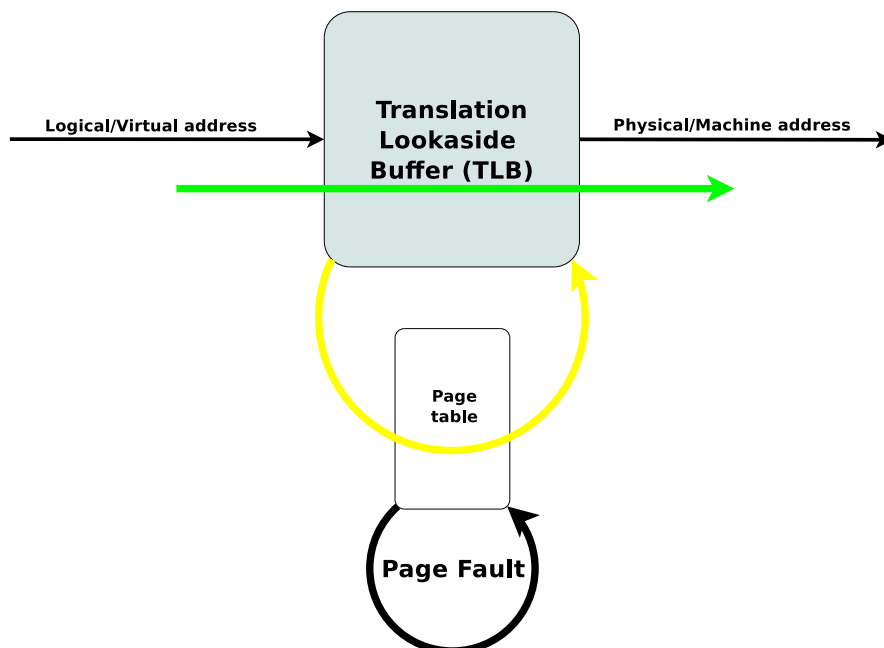 Logical/Virtual address
Translation
Lookaside
Buffer (TLB)
Physical/Machine address
Page
table
Page Fault